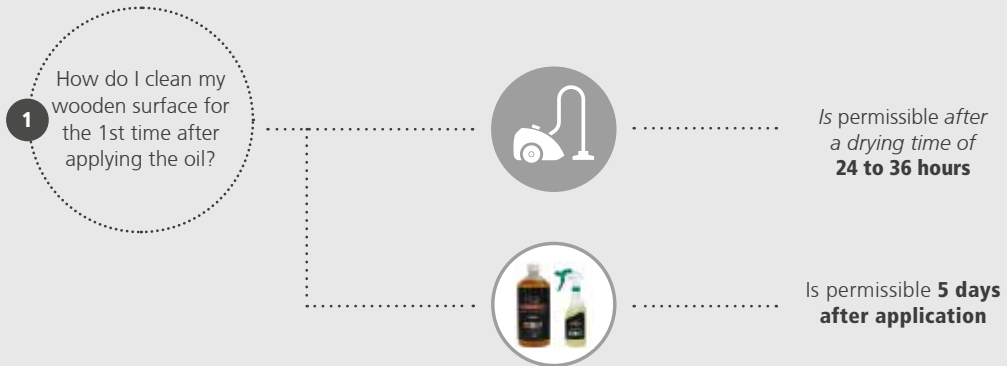 How do I clean my
1
wooden surface for
the 1st time after
applying the oil?
Is permissible after
a drying time of
24 to 36 hours
Is permissible 5 days
after application